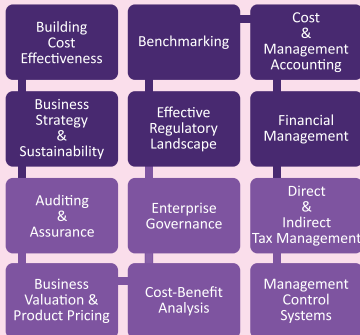 Building
Cost
Effectiveness
Benchmarking
Cost
&
Management
Accounting
Business
Strategy
&
Sustainability
Effective
Regulatory
Landscape
Financial
Management
Auditing
&
Assurance
Enterprise
Governance
Direct
&
Indirect
Tax Management
Business
Valuation &
Product Pricing
Cost-Benefit
Analysis
Management
Control
Systems